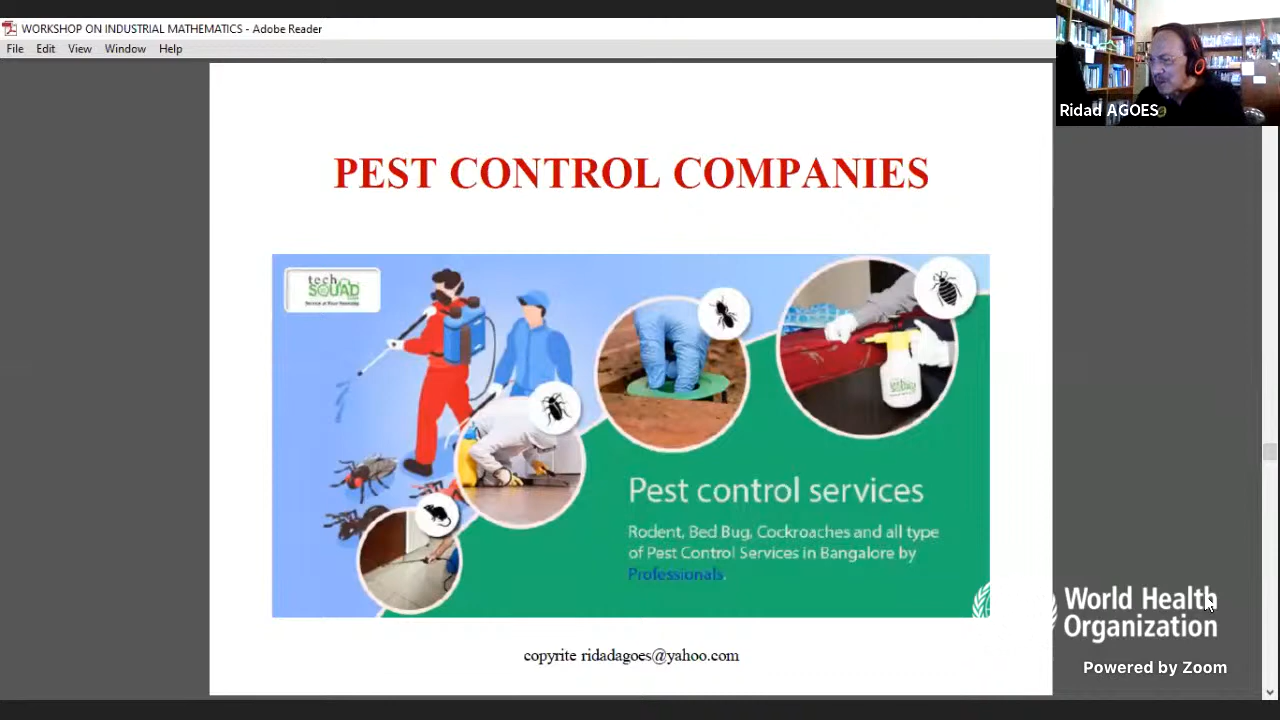 WORKSHOP ON INDUSTRIAL MATHEMATICS - Adobe Reader
File Edit View Window Help
Ridad AGOES
PEST CONTROL COMPANIES
tech
SQUAD
Pest control services
Rodent, Bed Bug, Cockroaches and all type
of Pest Control Services in Bangalore by
Professionals.
copyrite ridadagoes@yahoo.com
World Health
Organization
Powered by Zoom